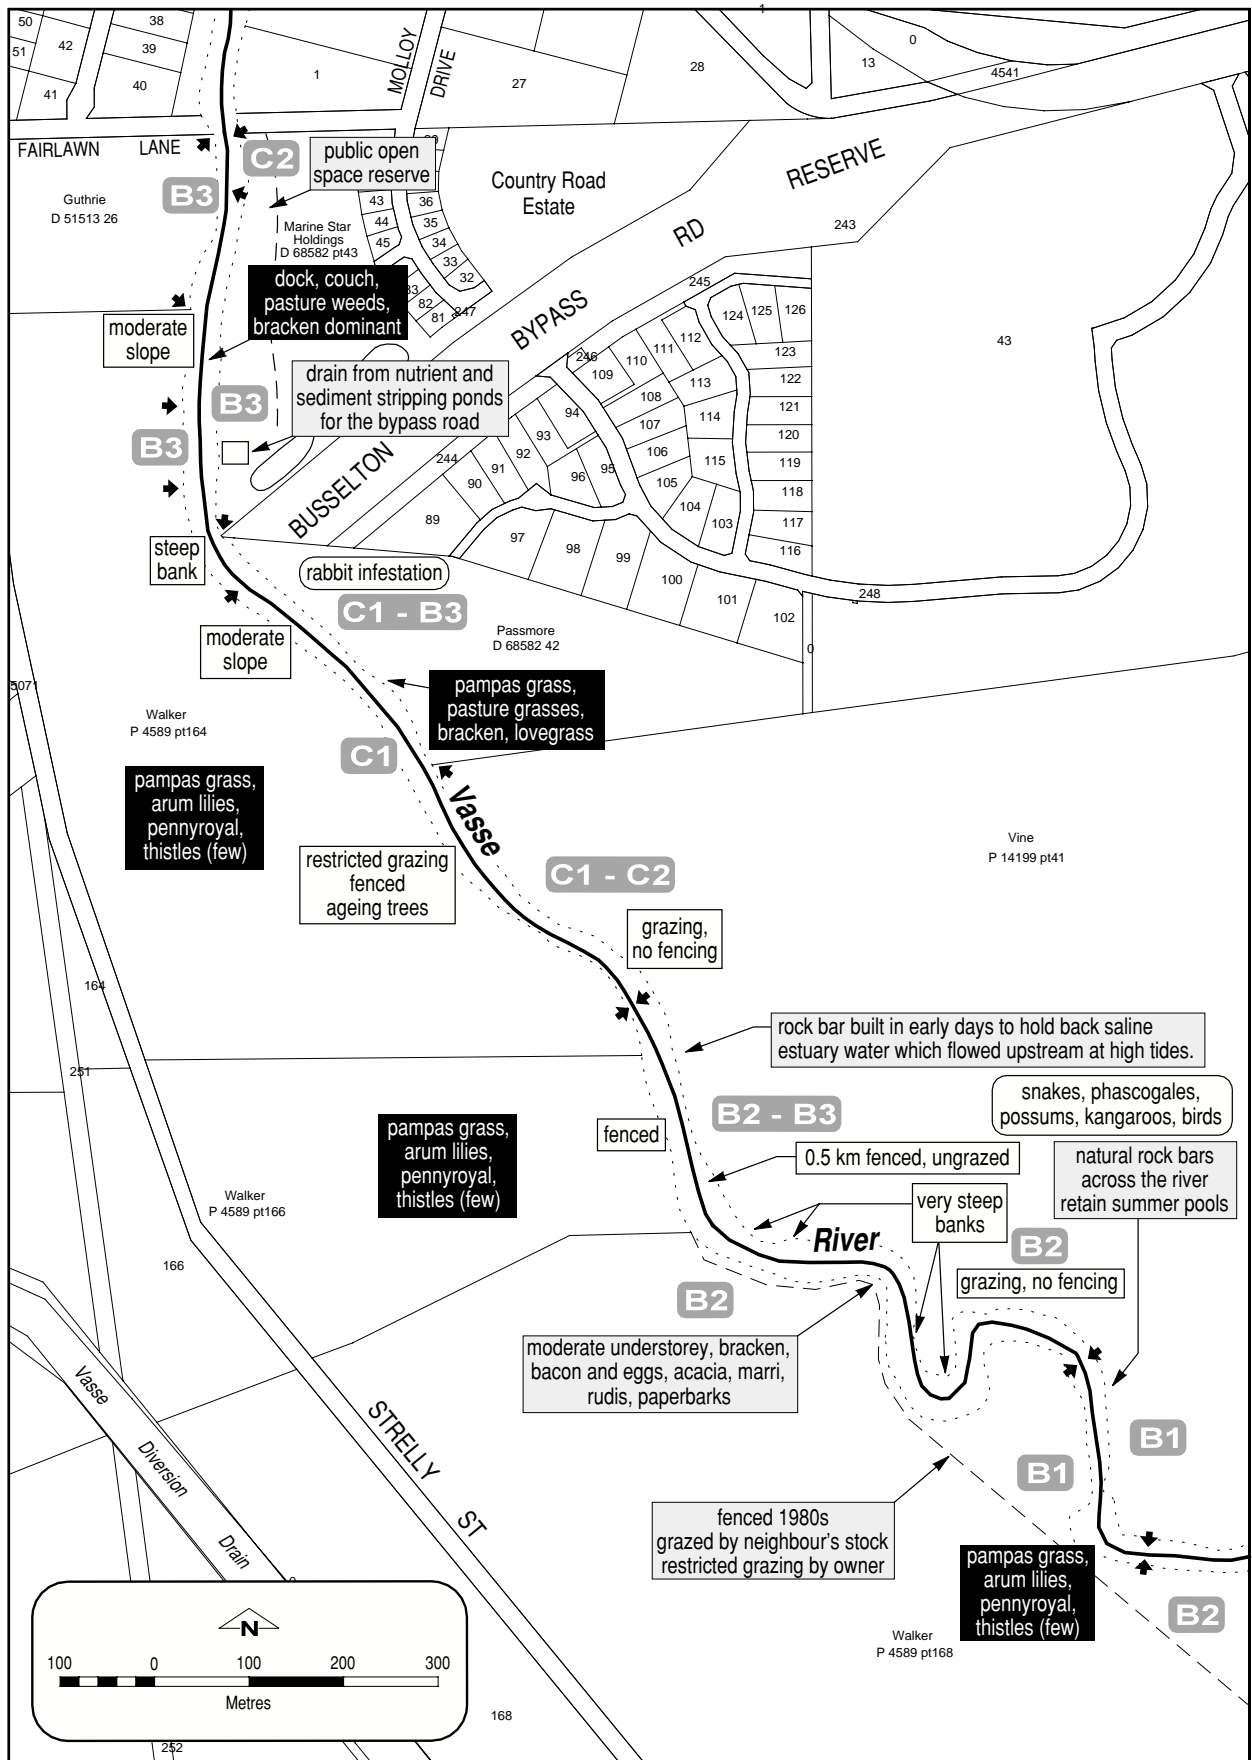 1
50
38
51
42
39
41
40
1
MOLLOY
DRIVE
27
28
13
0
4541
FAIRLAWN LANE
C2
public open
space reserve
B3
Guthrie
D 51513 26
Marine Star
Holdings
D 68582 pt43
43
44
45
36
35
34
33
32
Country Road
Estate
RESERVE
RD
BYPASS
BUSSELTON
243
dock, couch,
pasture weeds,
bracken dominant
82
81
247
245
124
125
126
moderate
slope
246
109
110
111
112
123
43
drain from nutrient and
sediment stripping ponds
for the bypass road
B3
108
113
122
94
107
114
121
B3
93
106
120
244
92
91
90
96
95
105
115
119
118
89
104
103
117
97
98
99
116
steep
bank
rabbit infestation
100
101
102
248
C1 - B3
moderate
slope
Passmore
D 68582 42
0
5071
Walker
P 4589 pt164
pampas grass,
pasture grasses,
bracken, lovegrass
C1
pampas grass,
arum lilies,
pennyroyal,
thistles (few)
Vasse
Vine
P 14199 pt41
restricted grazing
fenced
ageing trees
C1 - C2
grazing,
no fencing
164
rock bar built in early days to hold back saline
estuary water which flowed upstream at high tides.
251
snakes, phascogales,
possums, kangaroos, birds
B2 - B3
pampas grass,
arum lilies,
pennyroyal,
thistles (few)
fenced
0.5 km fenced, ungrazed
natural rock bars
across the river
retain summer pools
Walker
P 4589 pt166
very steep
banks
River
B2
166
grazing, no fencing
B2
moderate understorey, bracken,
bacon and eggs, acacia, marri,
rudis, paperbarks
Vasse
Diversion
Drain
STRELLY
ST
B1
B1
fenced 1980s
grazed by neighbour's stock
restricted grazing by owner
pampas grass,
arum lilies,
pennyroyal,
thistles (few)
B2
Walker
P 4589 pt168
N
100 0 100 200 300
Metres
168
252